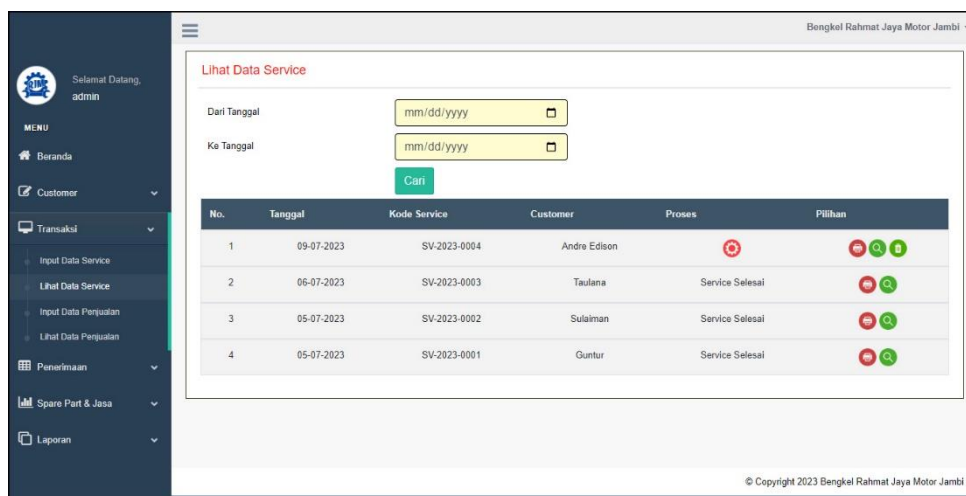 Bengkel Rahmat Jaya Motor Jambi
RJM
Selamat Datang,
admin
MENU
Beranda
Customer
Transaksi
Input Data Service
Lihat Data Service
Input Data Penjualan
Lihat Data Penjualan
Penerimaan
Spare Part & Jasa
Laporan
Lihat Data Service
Dari Tanggal mm/dd/yyyy
Ke Tanggal mm/dd/yyyy
Cari
No. Tanggal Kode Service Customer Proses Pilihan
1 09-07-2023 SV-2023-0004 Andre Edison
2 06-07-2023 SV-2023-0003 Taulana Service Selesai
3 05-07-2023 SV-2023-0002 Sulaiman Service Selesai
4 05-07-2023 SV-2023-0001 Guntur Service Selesai
© Copyright 2023 Bengkel Rahmat Jaya Motor Jambi